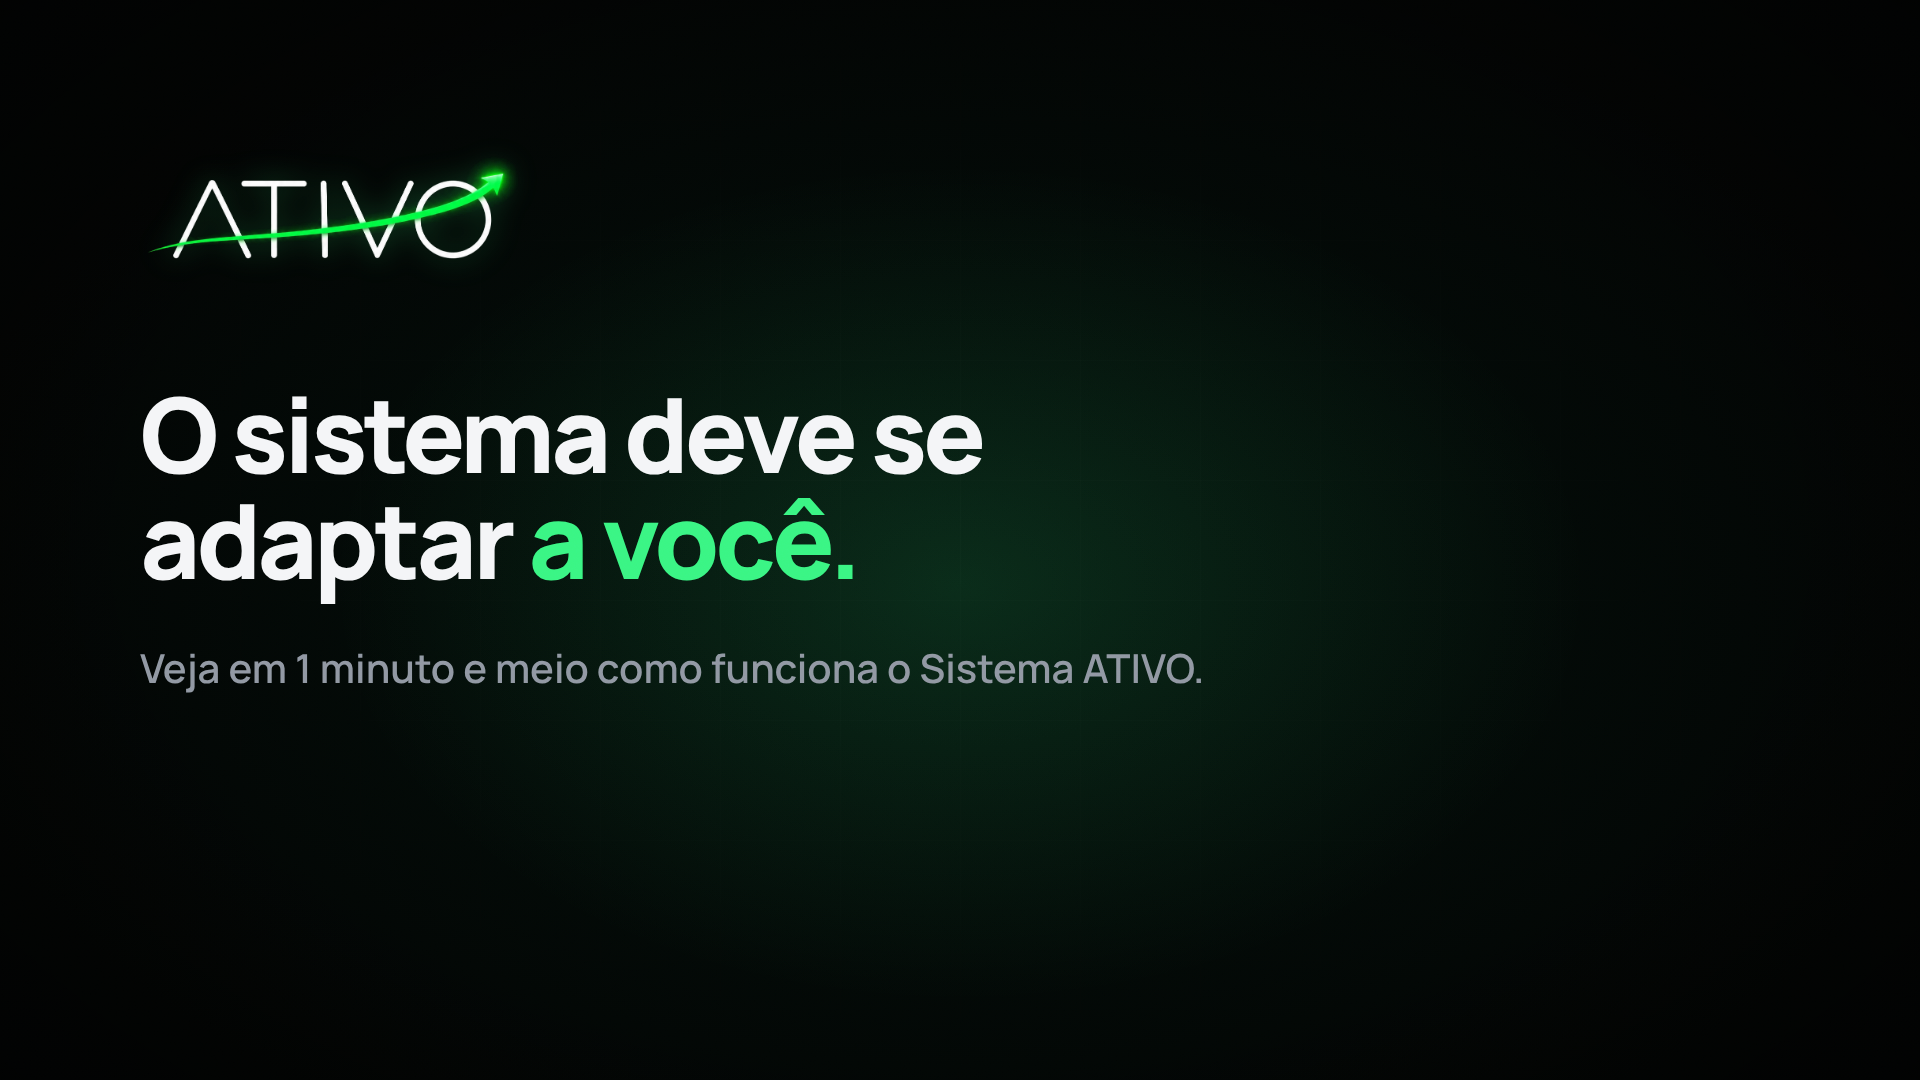 ATIVO
O sistema deve se
adaptar a você.
Veja em 1 minuto e meio como funciona o Sistema ATIVO.